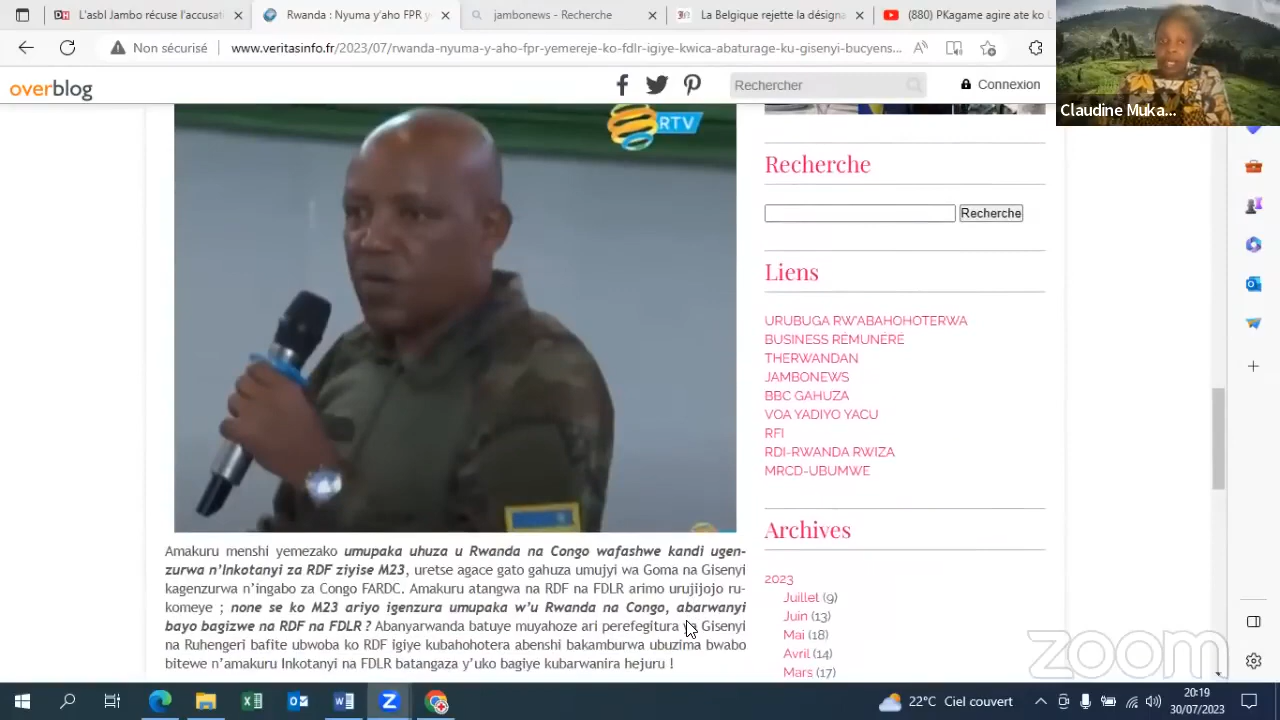 L'asbl Jambo récuse l'accusati
Rwanda : Nyuma y'aho FPR y
jambonews - Recherche
La Belgique rejette la désigna
(880) PKagame agire ate ko L
Non sécurisé
www.veritasinfo.fr/2023/07/rwanda-nyuma-y-aho-fpr-yemereje-ko-fdlr-igiye-kwica-abaturage-ku-gisenyi-bucyens...
overblog
Rechercher
Connexion
Claudine Muka...
RTV
Recherche
Recherche
Liens
URUBUGA RW'ABAHOHOTERWA
BUSINESS RÉMUNÉRÉ
THERWANDAN
JAMBONEWS
BBC GAHUZA
VOA YADIYO YACU
RFI
RDI-RWANDA RWIZA
MRCD-UBUMWE
Archives
2023
Juillet (9)
Juin (13)
Mai (18)
Avril (14)
Mars (17)
Amakuru menshi yemezako umupaka uhuza u Rwanda na Congo wafashwe kandi ugen-
zurwa n'Inkotanyi za RDF ziyise M23, uretse agace gato gahuza umujyi wa Goma na Gisenyi
kagenzurwa n'ingabo za Congo FARDC. Amakuru atangwa na RDF na FDLR arimo urujijojo ru-
komeye ; none se ko M23 ariyo igenzura umupaka w'u Rwanda na Congo, abarwanyi
bayo bagizwe na RDF na FDLR ? Abanyarwanda batuye muyahoze ari perefegitura ya Gisenyi
na Ruhengeri bafite ubwoba ko RDF igiye kubahohotera abenshi bakamburwa ubuzima bwabo
bitewe n'amakuru Inkotanyi na FDLR batangaza y'uko bagiye kubarwanira hejuru !
zoom
22°C Ciel couvert
20:19
30/07/2023